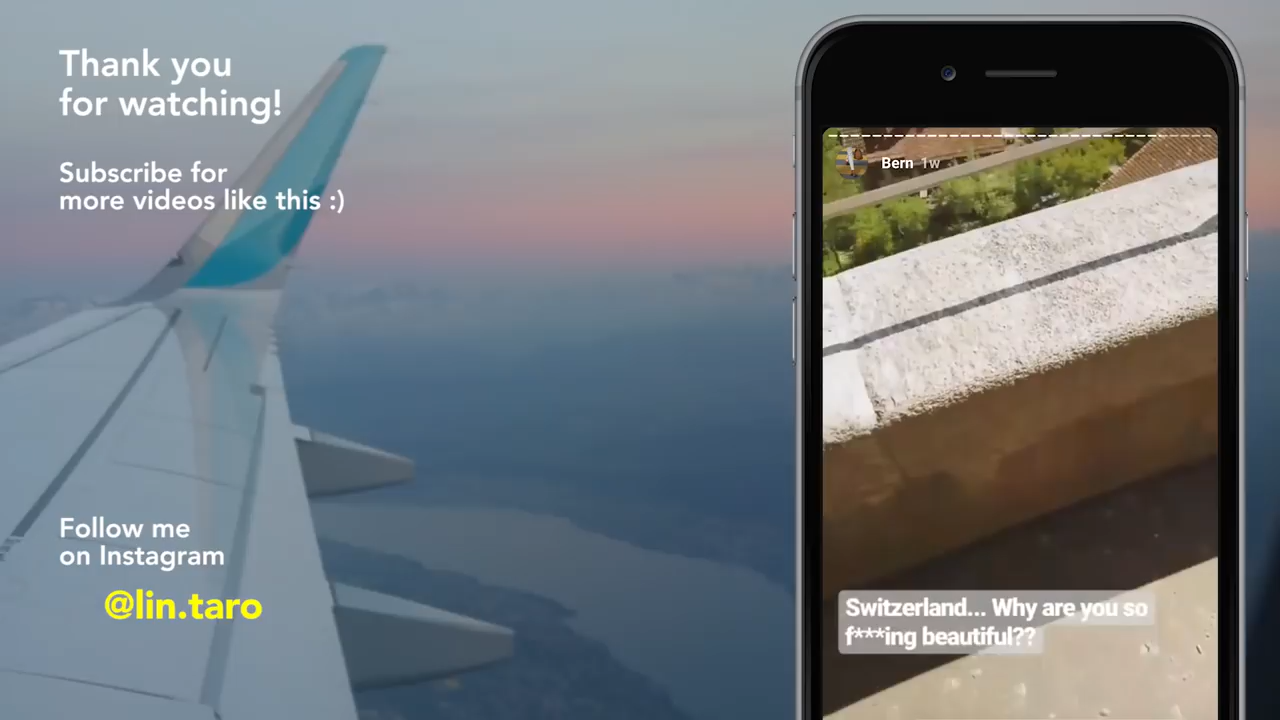 Thank you
for watching!
Subscribe for
more videos like this :)
Follow me
on Instagram
@lin.taro
Bern 1w
Switzerland... Why are you so
f***ing beautiful??